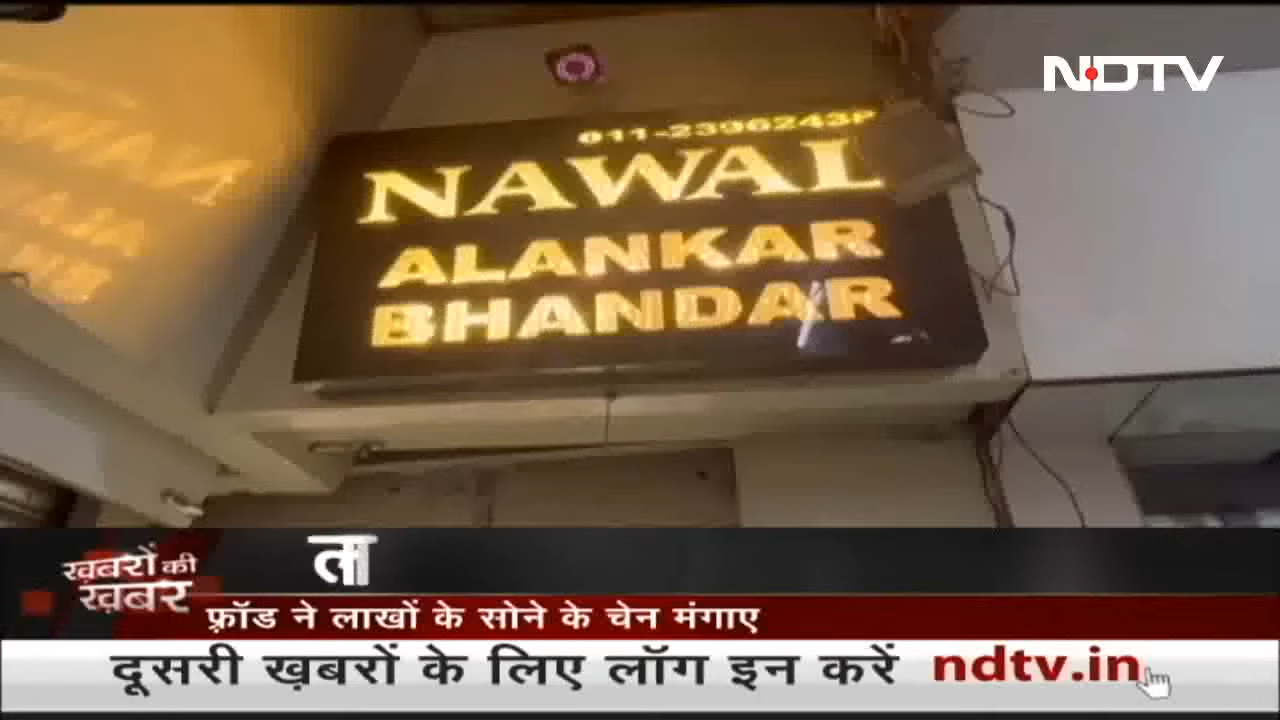 NDTV
NAWAL
ALANKAR
BHANDAR
ख़बरों की
ख़बर
फ़्रॉड ने लाखों के सोने के चेन मंगाए
दूसरी ख़बरों के लिए लॉग इन करें ndtv.in